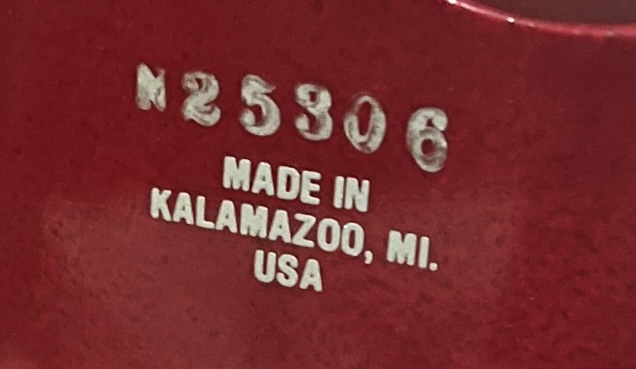 N25306
MADE IN
KALAMAZOO, MI.
USA